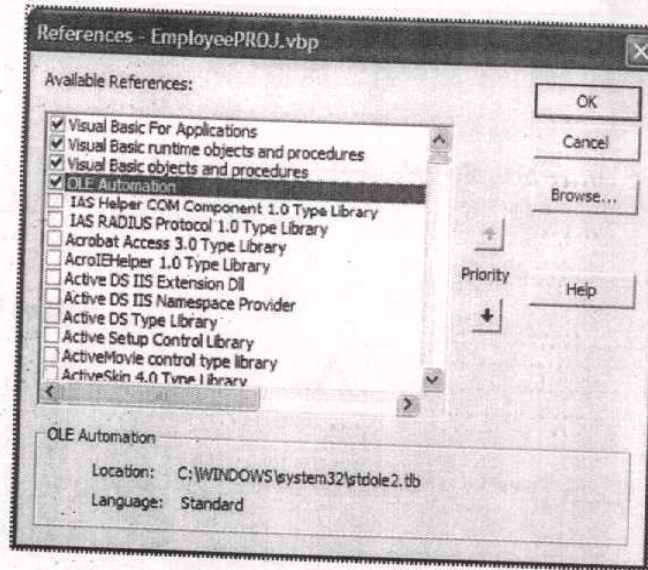 References - EmployeePROJ.vbp
Available References:
Visual Basic For Applications
Visual Basic runtime objects and procedures
Visual Basic objects and procedures
OLE Automation
IAS Helper COM Component 1.0 Type Library
IAS RADIUS Protocol 1.0 Type Library
Acrobat Access 3.0 Type Library
AcroIEHelper 1.0 Type Library
Active DS IIS Extension Dll
Active DS IIS Namespace Provider
Active DS Type Library
Active Setup Control Library
ActiveMovie control type library
ActiveSkin 4.0 Type Library
OK
Cancel
Browse...
Priority
Help
OLE Automation
Location: C:\WINDOWS\system32\stdole2.tlb
Language: Standard